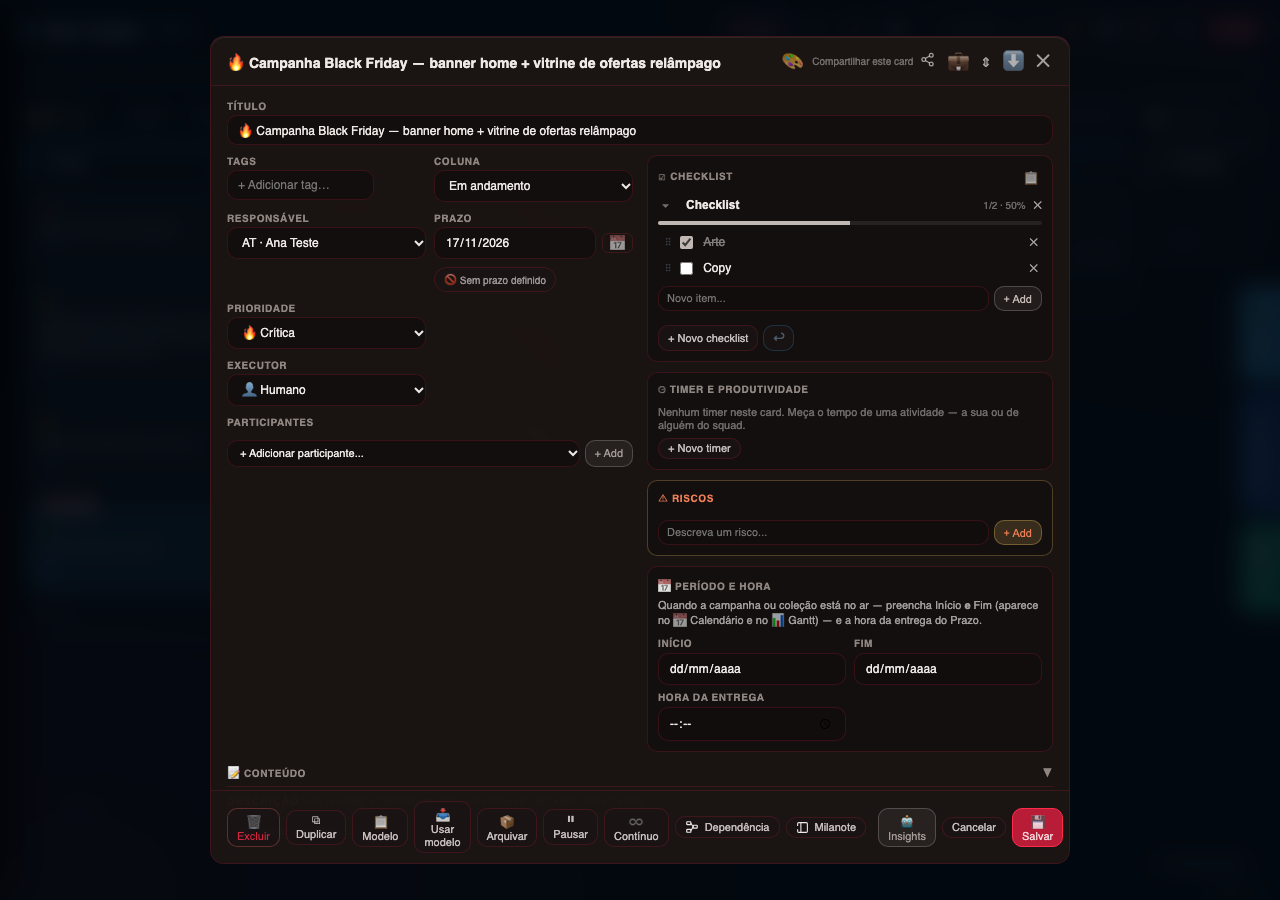 🔥 Campanha Black Friday — banner home + vitrine de ofertas relâmpago
Compartilhar este card
TÍTULO
🔥 Campanha Black Friday — banner home + vitrine de ofertas relâmpago
TAGS
+ Adicionar tag…
COLUNA
Em andamento
RESPONSÁVEL
AT · Ana Teste
PRAZO
17/11/2026
🚫 Sem prazo definido
PRIORIDADE
🔥 Crítica
EXECUTOR
👤 Humano
PARTICIPANTES
+ Adicionar participante...
+ Add
☑ CHECKLIST
Checklist
1/2 · 50%
Arte
Copy
Novo item...
+ Add
+ Novo checklist
TIMER E PRODUTIVIDADE
Nenhum timer neste card. Meça o tempo de uma atividade — a sua ou de
alguém do squad.
+ Novo timer
⚠ RISCOS
Descreva um risco...
+ Add
📅 PERÍODO E HORA
Quando a campanha ou coleção está no ar — preencha Início e Fim (aparece
no 📅 Calendário e no 📊 Gantt) — e a hora da entrega do Prazo.
INÍCIO
dd/mm/aaaa
FIM
dd/mm/aaaa
HORA DA ENTREGA
--:--
📝 CONTEÚDO
Excluir
Duplicar
Modelo
Usar
modelo
Arquivar
Pausar
Contínuo
Dependência
Milanote
Insights
Cancelar
Salvar